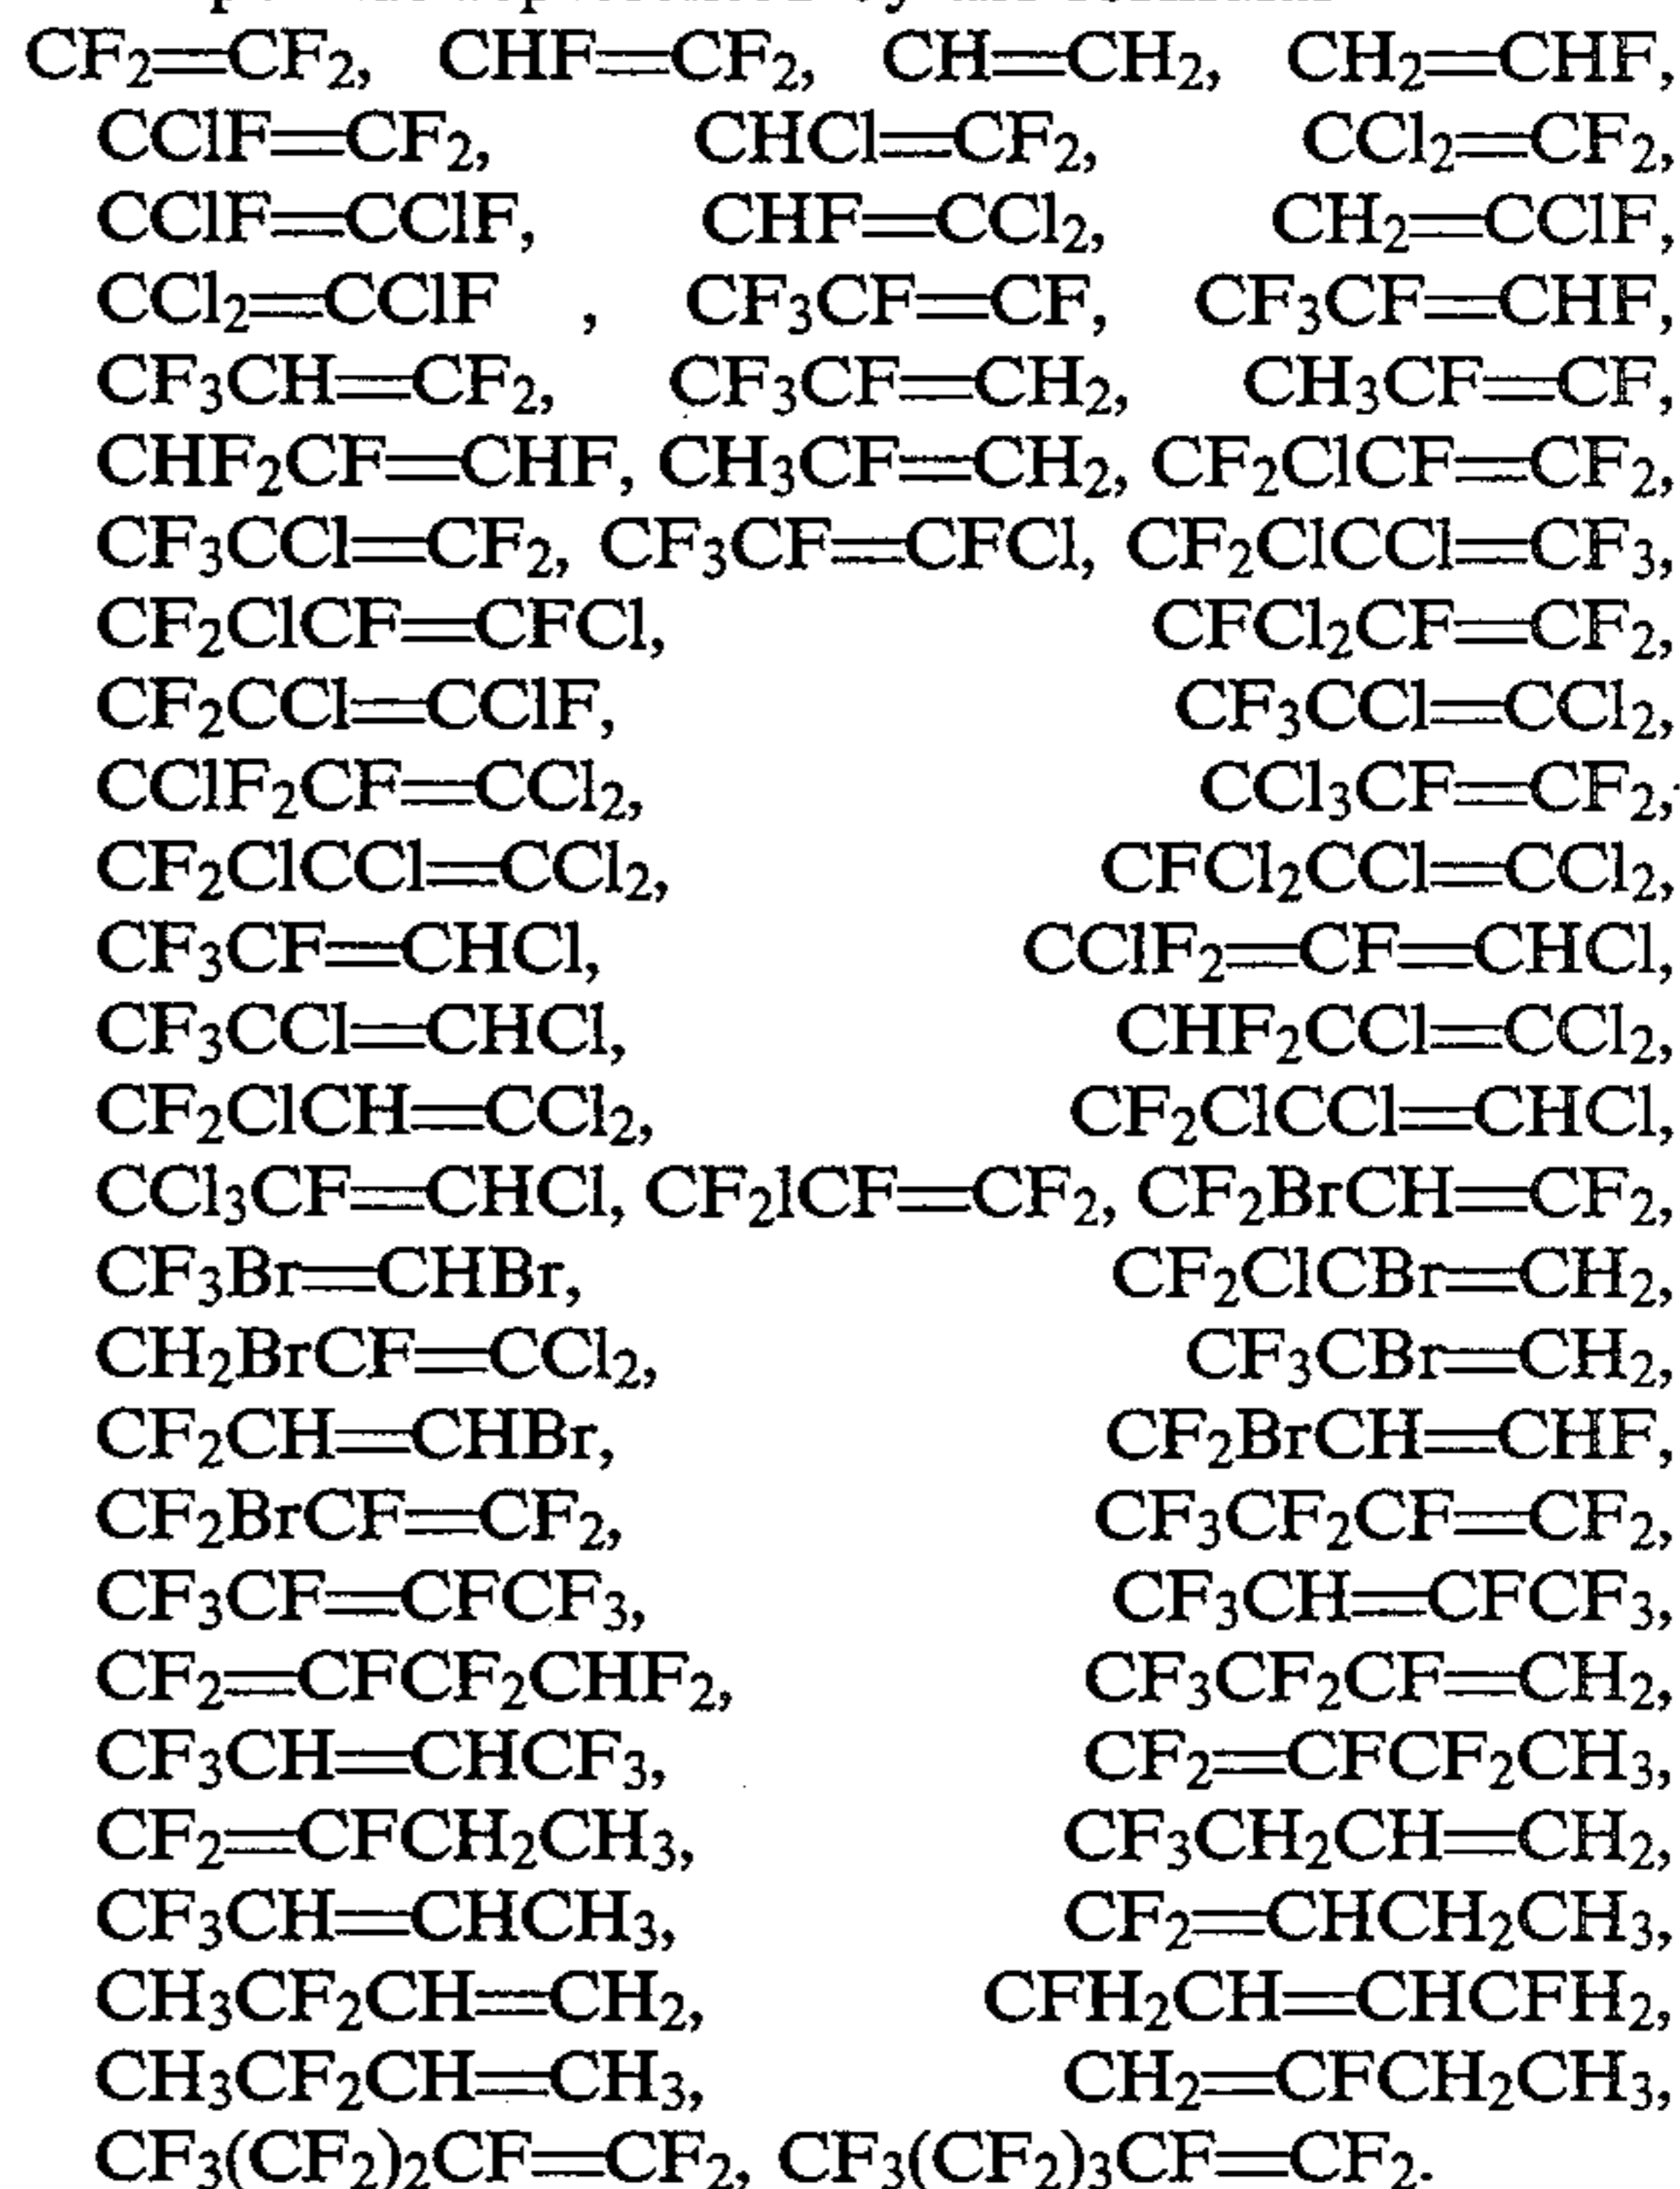 CF₂═CF₂, CHF═CF₂, CH═CH₂, CH₂═CHF,
CClF═CF₂, CHCl═CF₂, CCl₂═CF₂,
CClF═CClF, CHF═CCl₂, CH₂═CClF,
CCl₂═CClF , CF₃CF═CF, CF₃CF═CHF,
CF₃CH═CF₂, CF₃CF═CH₂, CH₃CF═CF,
CHF₂CF═CHF, CH₃CF═CH₂, CF₂ClCF═CF₂,
CF₃CCl═CF₂, CF₃CF═CFCl, CF₂ClCCl═CF₃,
CF₂ClCF═CFCl, CFCl₂CF═CF₂,
CF₂CCl═CClF, CF₃CCl═CCl₂,
CClF₂CF═CCl₂, CCl₃CF═CF₂,
CF₂ClCCl═CCl₂, CFCl₂CCl═CCl₂,
CF₃CF═CHCl, CClF₂═CF═CHCl,
CF₃CCl═CHCl, CHF₂CCl═CCl₂,
CF₂ClCH═CCl₂, CF₂ClCCl═CHCl,
CCl₃CF═CHCl, CF₂lCF═CF₂, CF₂BrCH═CF₂,
CF₃Br═CHBr, CF₂ClCBr═CH₂,
CH₂BrCF═CCl₂, CF₃CBr═CH₂,
CF₂CH═CHBr, CF₂BrCH═CHF,
CF₂BrCF═CF₂, CF₃CF₂CF═CF₂,
CF₃CF═CFCF₃, CF₃CH═CFCF₃,
CF₂═CFCF₂CHF₂, CF₃CF₂CF═CH₂,
CF₃CH═CHCF₃, CF₂═CFCF₂CH₃,
CF₂═CFCH₂CH₃, CF₃CH₂CH═CH₂,
CF₃CH═CHCH₃, CF₂═CHCH₂CH₃,
CH₃CF₂CH═CH₂, CFH₂CH═CHCFH₂,
CH₃CF₂CH═CH₃, CH₂═CFCH₂CH₃,
CF₃(CF₂)₂CF═CF₂, CF₃(CF₂)₃CF═CF₂.